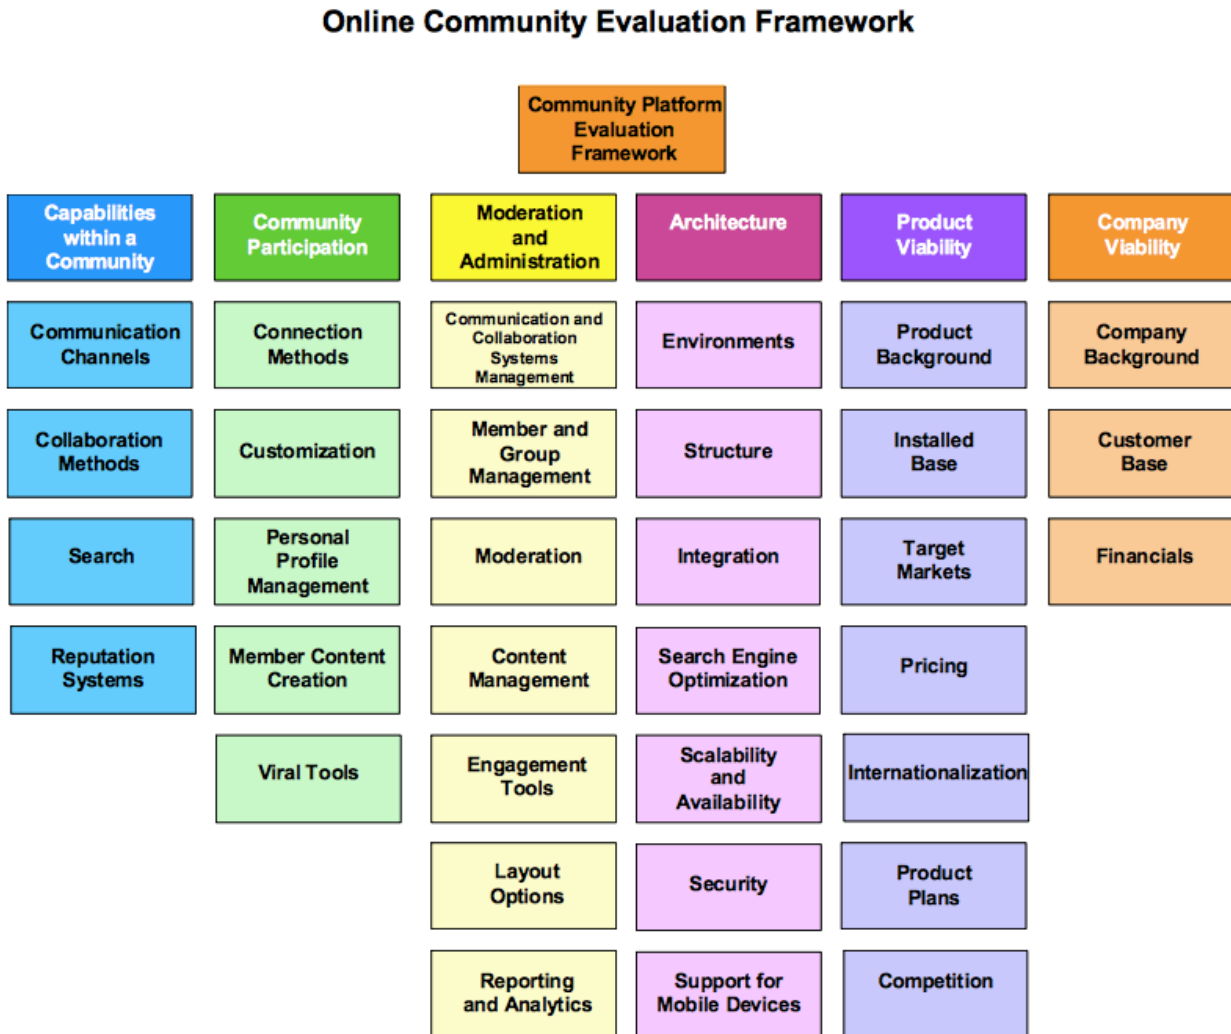 Online Community Evaluation Framework
Community Platform
Evaluation
Framework
Capabilities
within a
Community
Community
Participation
Moderation
and
Administration
Architecture
Product
Viability
Company
Viability
Communication
Channels
Connection
Methods
Communication and
Collaboration
Systems
Management
Environments
Product
Background
Company
Background
Collaboration
Methods
Customization
Member and
Group
Management
Structure
Installed
Base
Customer
Base
Search
Personal
Profile
Management
Moderation
Integration
Target
Markets
Financials
Reputation
Systems
Member Content
Creation
Content
Management
Search Engine
Optimization
Pricing
Viral Tools
Engagement
Tools
Scalability
and
Availability
Internationalization
Layout
Options
Security
Product
Plans
Reporting
and Analytics
Support for
Mobile Devices
Competition